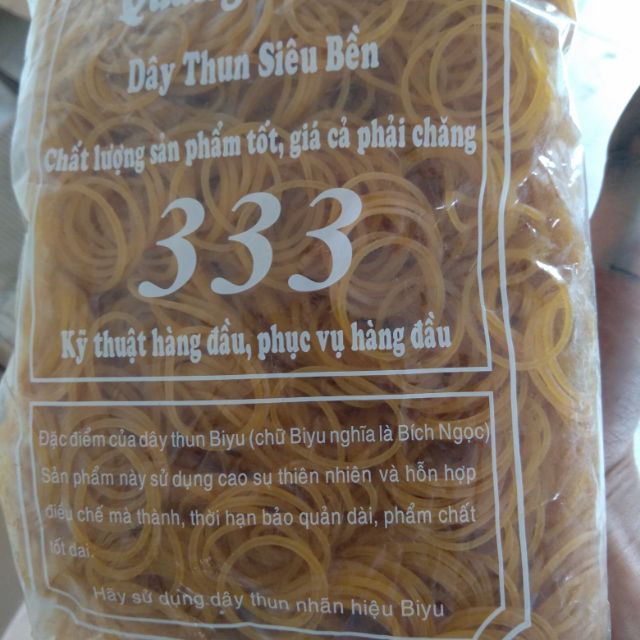 Dây Thun Siêu Bền
Chất lượng sản phẩm tốt, giá cả phải chăng
333
Kỹ thuật hàng đầu, phục vụ hàng đầu
Đặc điểm của dây thun Biyu (chữ Biyu nghĩa là Bích Ngọc)
Sản phẩm này sử dụng cao su thiên nhiên và hỗn hợp
điều chế mà thành, thời hạn bảo quản dài, phẩm chất
tốt dai.
Hãy sử dụng dây thun nhãn hiệu Biyu